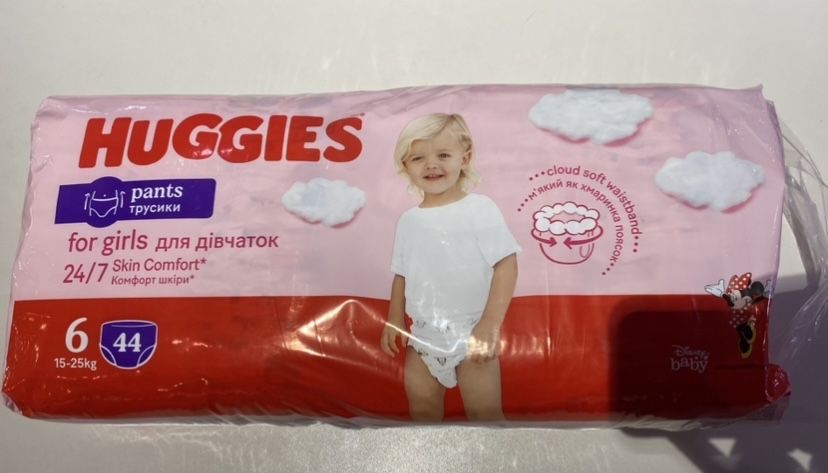 HUGGIES
pants
трусики
for girls для дівчаток
24/7 Skin Comfort*
Комфорт шкіри*
6
15-25kg
44
cloud soft waistband
м'який як хмаринка поясок
Disney
baby